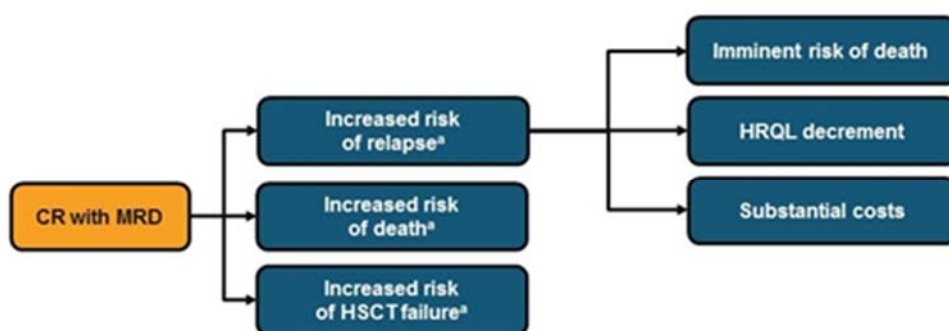 CR with MRD
Increased risk
of relapseᵃ
Increased risk
of deathᵃ
Increased risk
of HSCT failureᵃ
Imminent risk of death
HRQL decrement
Substantial costs